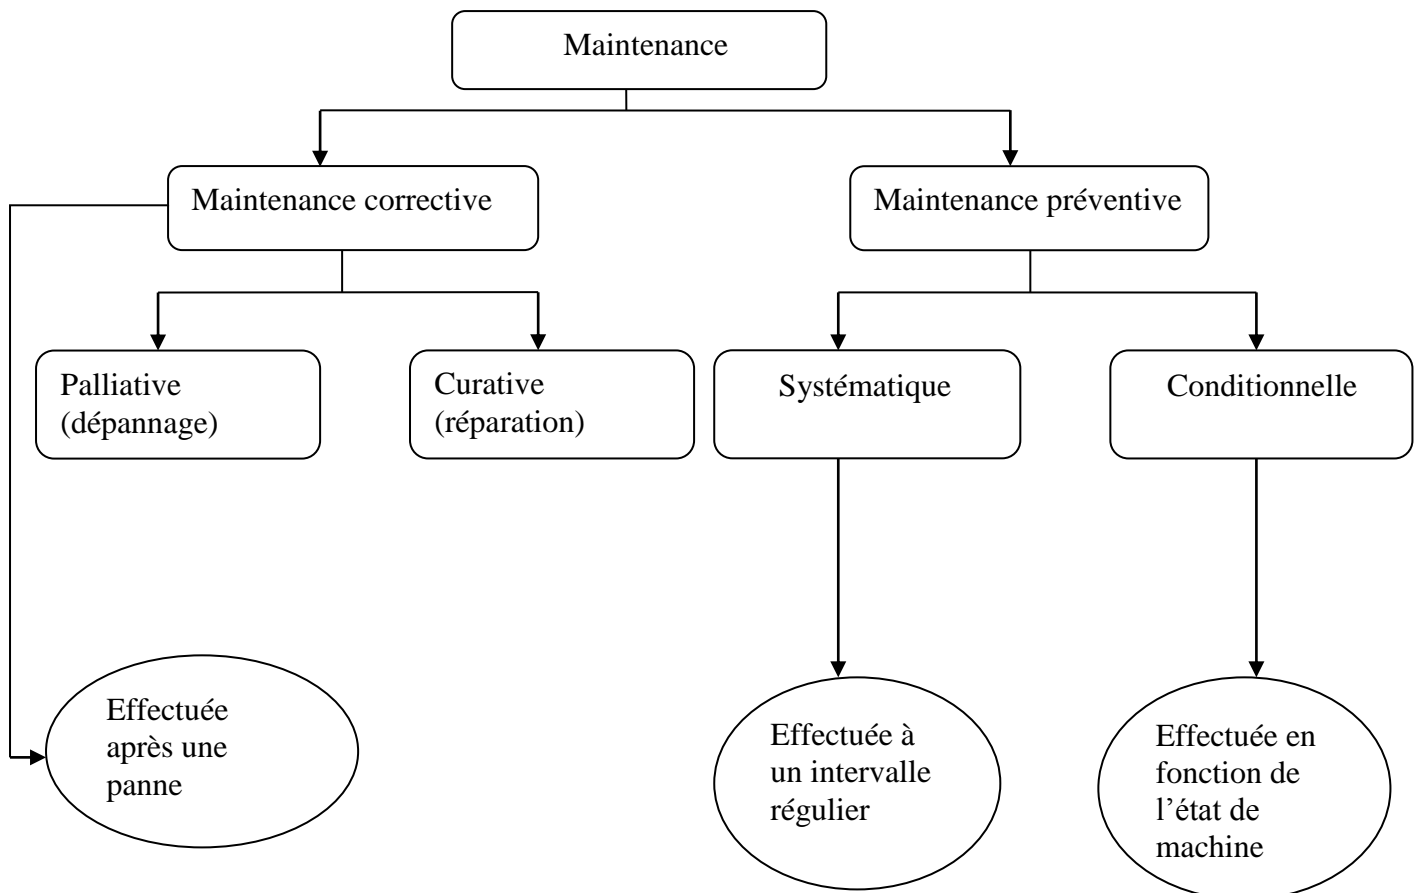 Maintenance
Maintenance corrective
Maintenance préventive
Palliative
(dépannage)
Curative
(réparation)
Systématique
Conditionnelle
Effectuée
après une
panne
Effectuée à
un intervalle
régulier
Effectuée en
fonction de
l’état de
machine